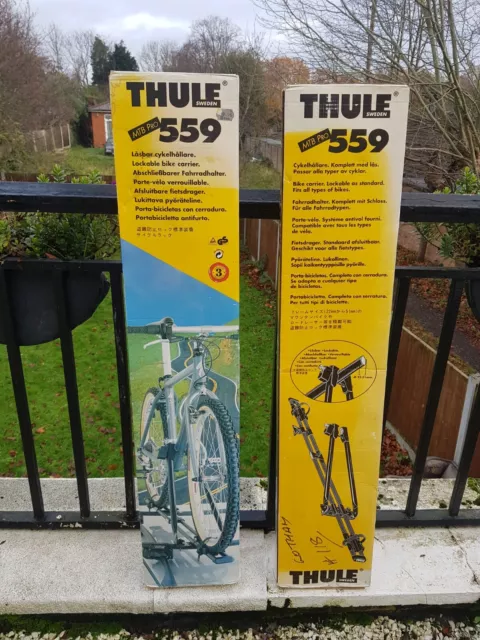 THULE
SWEDEN
MTB PRO
559
Låsbar cykelhållare.
Lockable bike carrier.
Abschließbarer Fahrradhalter.
Porte-vélo verrouillable.
Afsluitbare fietsdrager.
Lukittava pyöräteline.
Porta-bicicletas con cerradura.
Portabicicletta antifurto.
3
THULE
SWEDEN
MTB PRO
559
Cykelhållare. Komplett med lås.
Passar alla typer av cyklar.
Bike carrier. Lockable as standard.
Fits all types of bikes.
Fahrradhalter. Komplett mit Schloss.
Für alle Fahrradtypen.
Porte-vélo. Système antivol fourni.
Compatible avec tous les types
de vélos.
Fietsdrager. Standaard afsluitbaar.
Geschikt voor alle fietstypen.
Pyöräteline. Lukollinen.
Sopii kaikentyyppisille pyörille.
Porta-bicicletas. Completo con cerradura.
Se adapta a cualquier tipo
de bicicletas.
Portabicicletta. Completo con serratura.
Per tutti i tipi di biciclette.
THULE
SWEDEN